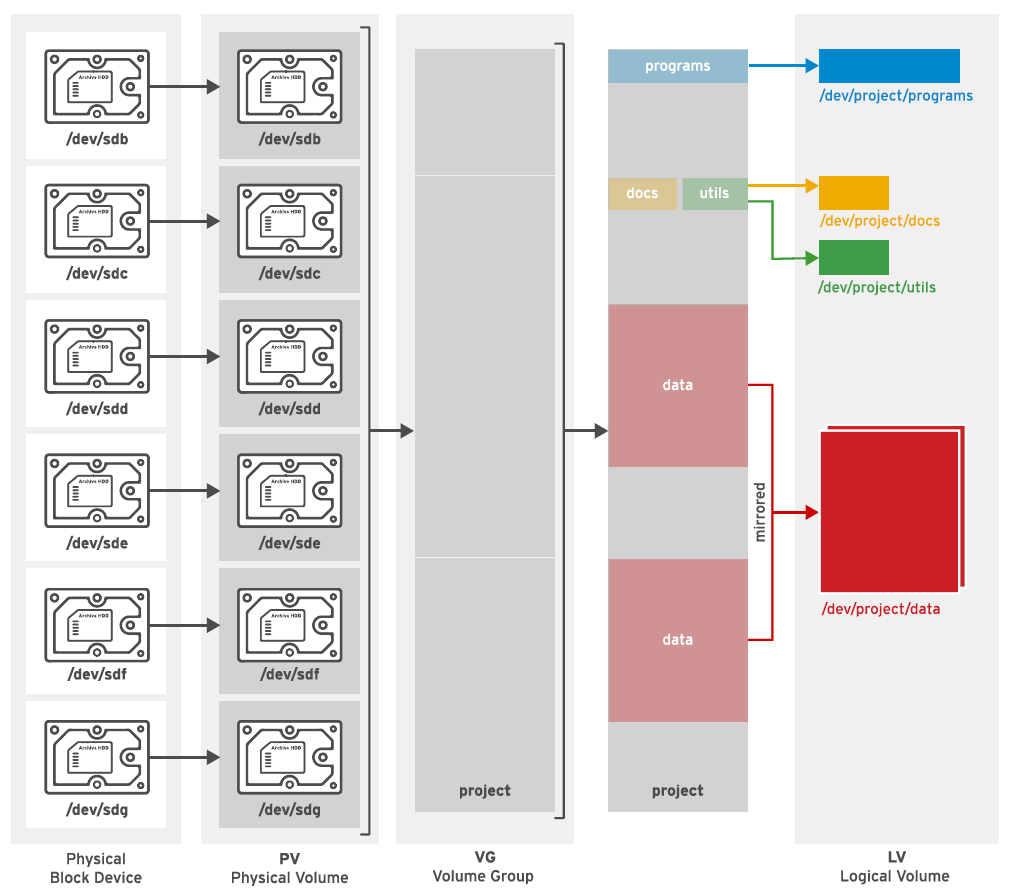 Archive HDD
/dev/sdb
Archive HDD
/dev/sdb
Archive HDD
/dev/sdc
Archive HDD
/dev/sdc
Archive HDD
/dev/sdd
Archive HDD
/dev/sdd
Archive HDD
/dev/sde
Archive HDD
/dev/sde
Archive HDD
/dev/sdf
Archive HDD
/dev/sdf
Archive HDD
/dev/sdg
Archive HDD
/dev/sdg
project
programs
docs
utils
data
mirrored
data
project
/dev/project/programs
/dev/project/docs
/dev/project/utils
/dev/project/data
Physical
Block Device
PV
Physical Volume
VG
Volume Group
LV
Logical Volume